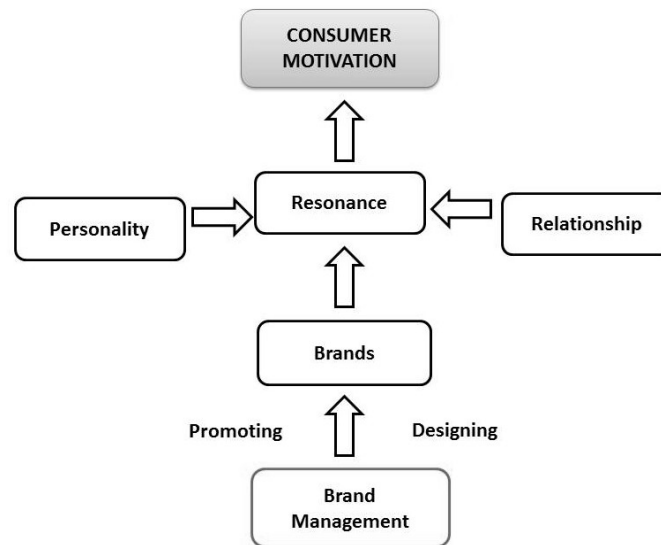 CONSUMER
MOTIVATION
Resonance
Personality
Relationship
Brands
Promoting
Designing
Brand
Management